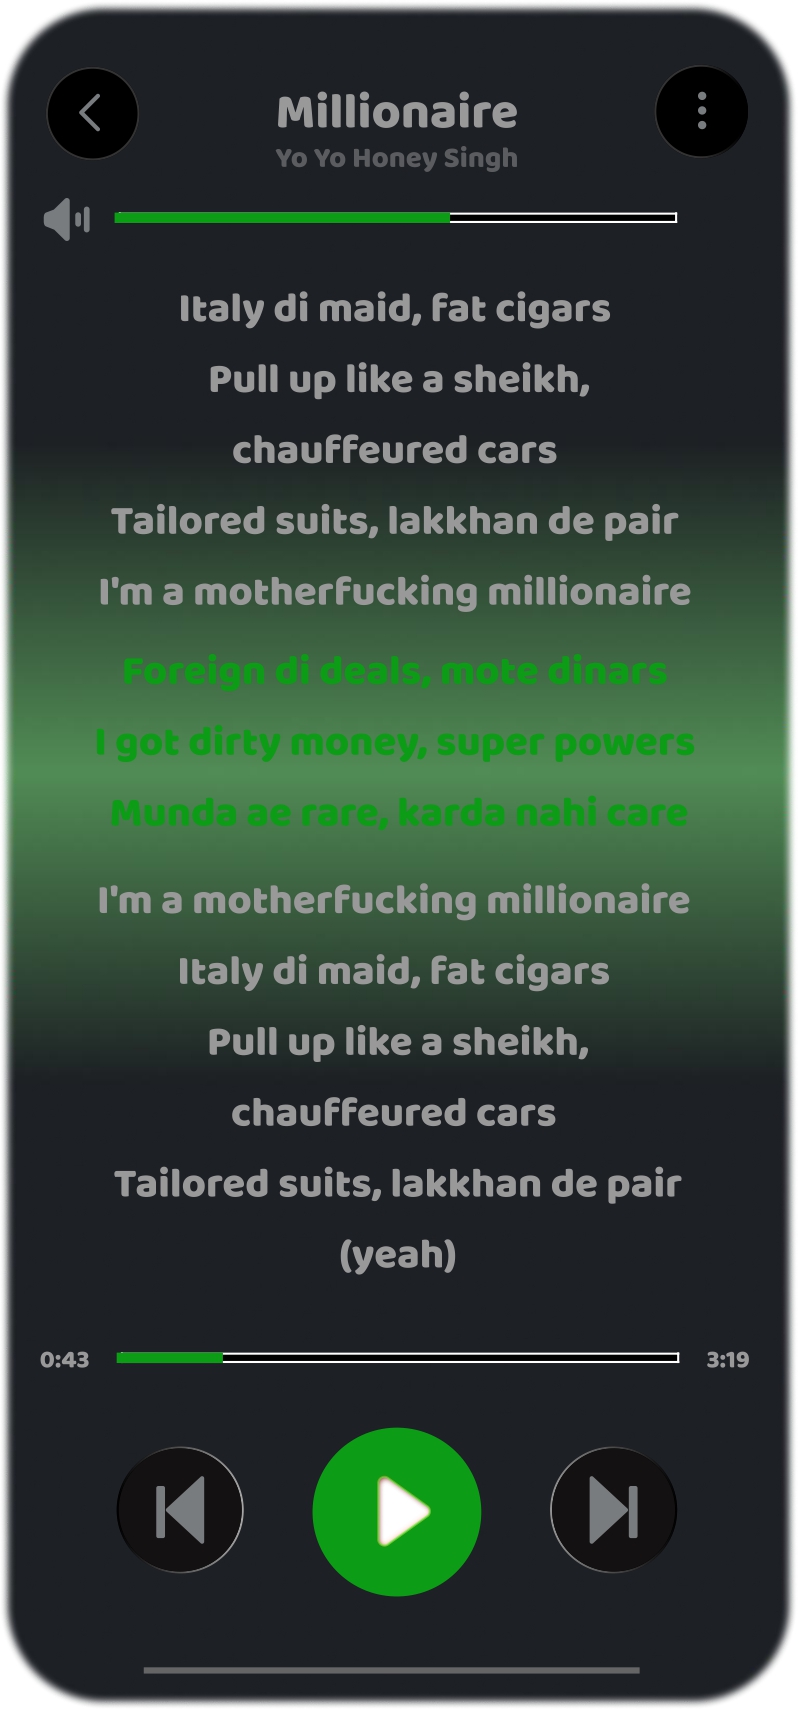 Millionaire
Yo Yo Honey Singh
Italy di maid, fat cigars
Pull up like a sheikh,
chauffeured cars
Tailored suits, lakkhan de pair
I'm a motherfucking millionaire
Foreign di deals, mote dinars
I got dirty money, super powers
Munda ae rare, karda nahi care
I'm a motherfucking millionaire
Italy di maid, fat cigars
Pull up like a sheikh,
chauffeured cars
Tailored suits, lakkhan de pair
(yeah)
0:43 3:19